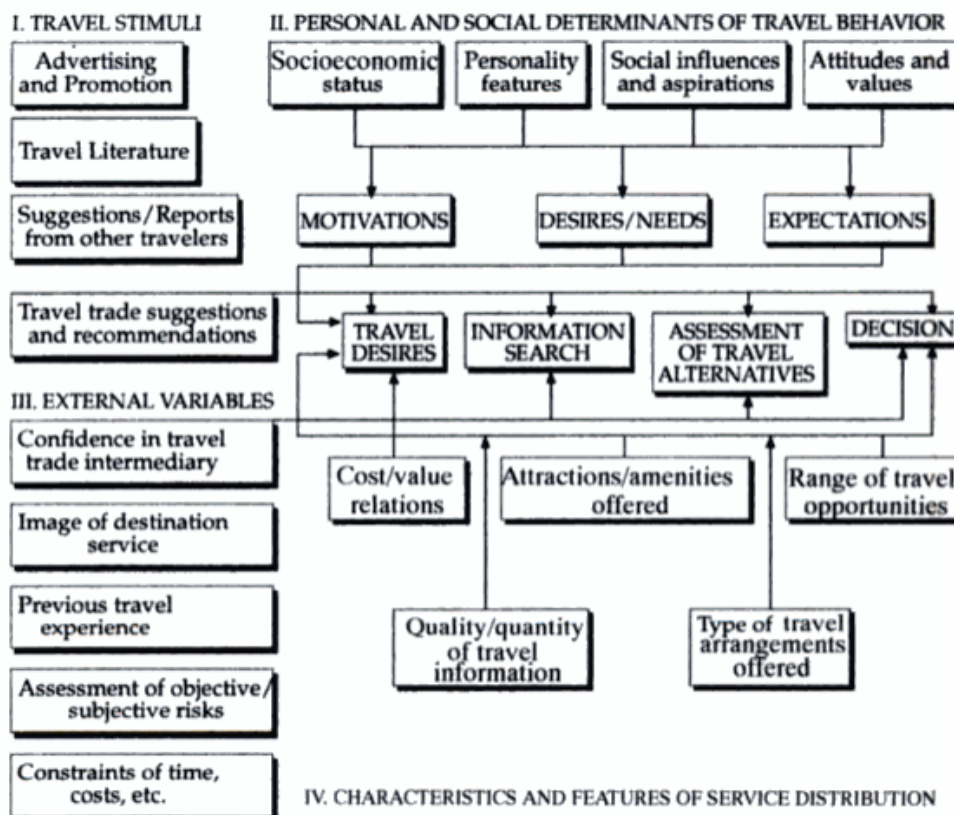 I. TRAVEL STIMULI
Advertising
and Promotion
Travel Literature
Suggestions/Reports
from other travelers
Travel trade suggestions
and recommendations
II. PERSONAL AND SOCIAL DETERMINANTS OF TRAVEL BEHAVIOR
Socioeconomic
status
Personality
features
Social influences
and aspirations
Attitudes and
values
MOTIVATIONS
DESIRES/NEEDS
EXPECTATIONS
TRAVEL
DESIRES
INFORMATION
SEARCH
ASSESSMENT
OF TRAVEL
ALTERNATIVES
DECISION
III. EXTERNAL VARIABLES
Confidence in travel
trade intermediary
Image of destination
service
Previous travel
experience
Assessment of objective/
subjective risks
Constraints of time,
costs, etc.
Cost/value
relations
Attractions/amenities
offered
Range of travel
opportunities
Quality/quantity
of travel
information
Type of travel
arrangements
offered
IV. CHARACTERISTICS AND FEATURES OF SERVICE DISTRIBUTION